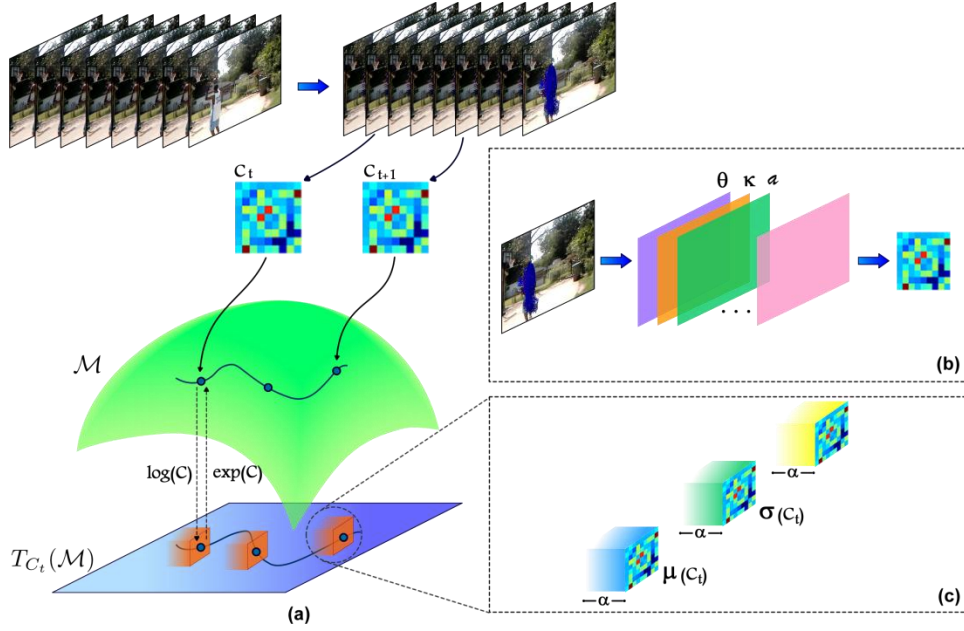 C_t
C_{t+1}
θ κ a
. . .
(b)
ℳ
log(C)
exp(C)
T_{C_t}(ℳ)
(a)
α
σ(C_t)
α
μ(C_t)
α
(c)